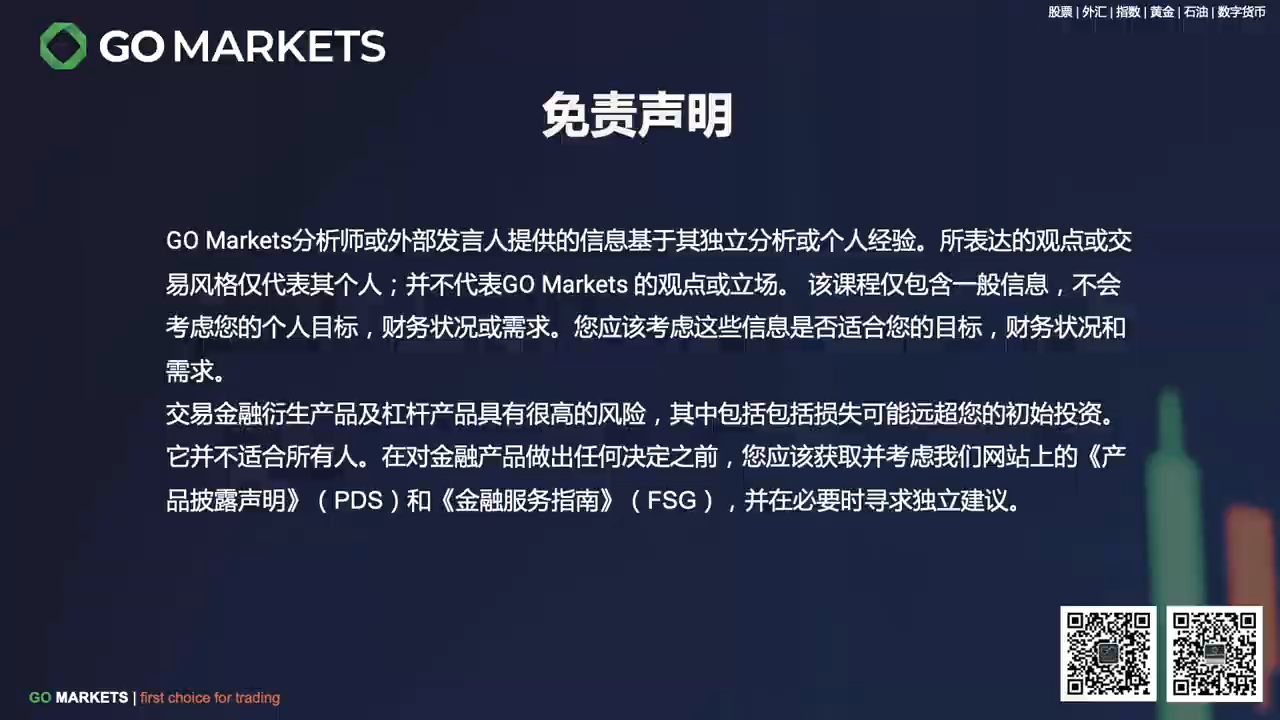 股票 | 外汇 | 指数 | 黄金 | 石油 | 数字货币
GO MARKETS
免责声明
GO Markets分析师或外部发言人提供的信息基于其独立分析或个人经验。所表达的观点或交
易风格仅代表其个人；并不代表GO Markets 的观点或立场。 该课程仅包含一般信息，不会
考虑您的个人目标，财务状况或需求。您应该考虑这些信息是否适合您的目标，财务状况和
需求。
交易金融衍生产品及杠杆产品具有很高的风险，其中包括包括损失可能远超您的初始投资。
它并不适合所有人。在对金融产品做出任何决定之前，您应该获取并考虑我们网站上的《产
品披露声明》（PDS）和《金融服务指南》（FSG），并在必要时寻求独立建议。
GO MARKETS | first choice for trading